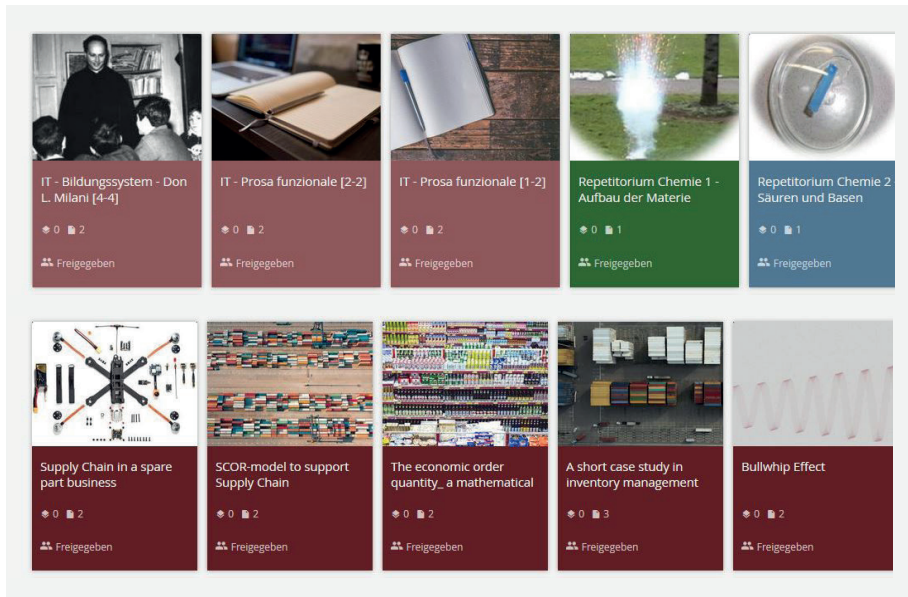 IT - Bildungssystem - Don
L. Milani [4-4]
0 2
Freigegeben
IT - Prosa funzionale [2-2]
0 2
Freigegeben
IT - Prosa funzionale [1-2]
0 2
Freigegeben
Repetitorium Chemie 1 -
Aufbau der Materie
0 1
Freigegeben
Repetitorium Chemie 2
Säuren und Basen
0 1
Freigegeben
Supply Chain in a spare
part business
0 2
Freigegeben
SCOR-model to support
Supply Chain
0 2
Freigegeben
The economic order
quantity_ a mathematical
0 2
Freigegeben
A short case study in
inventory management
0 3
Freigegeben
Bullwhip Effect
0 2
Freigegeben